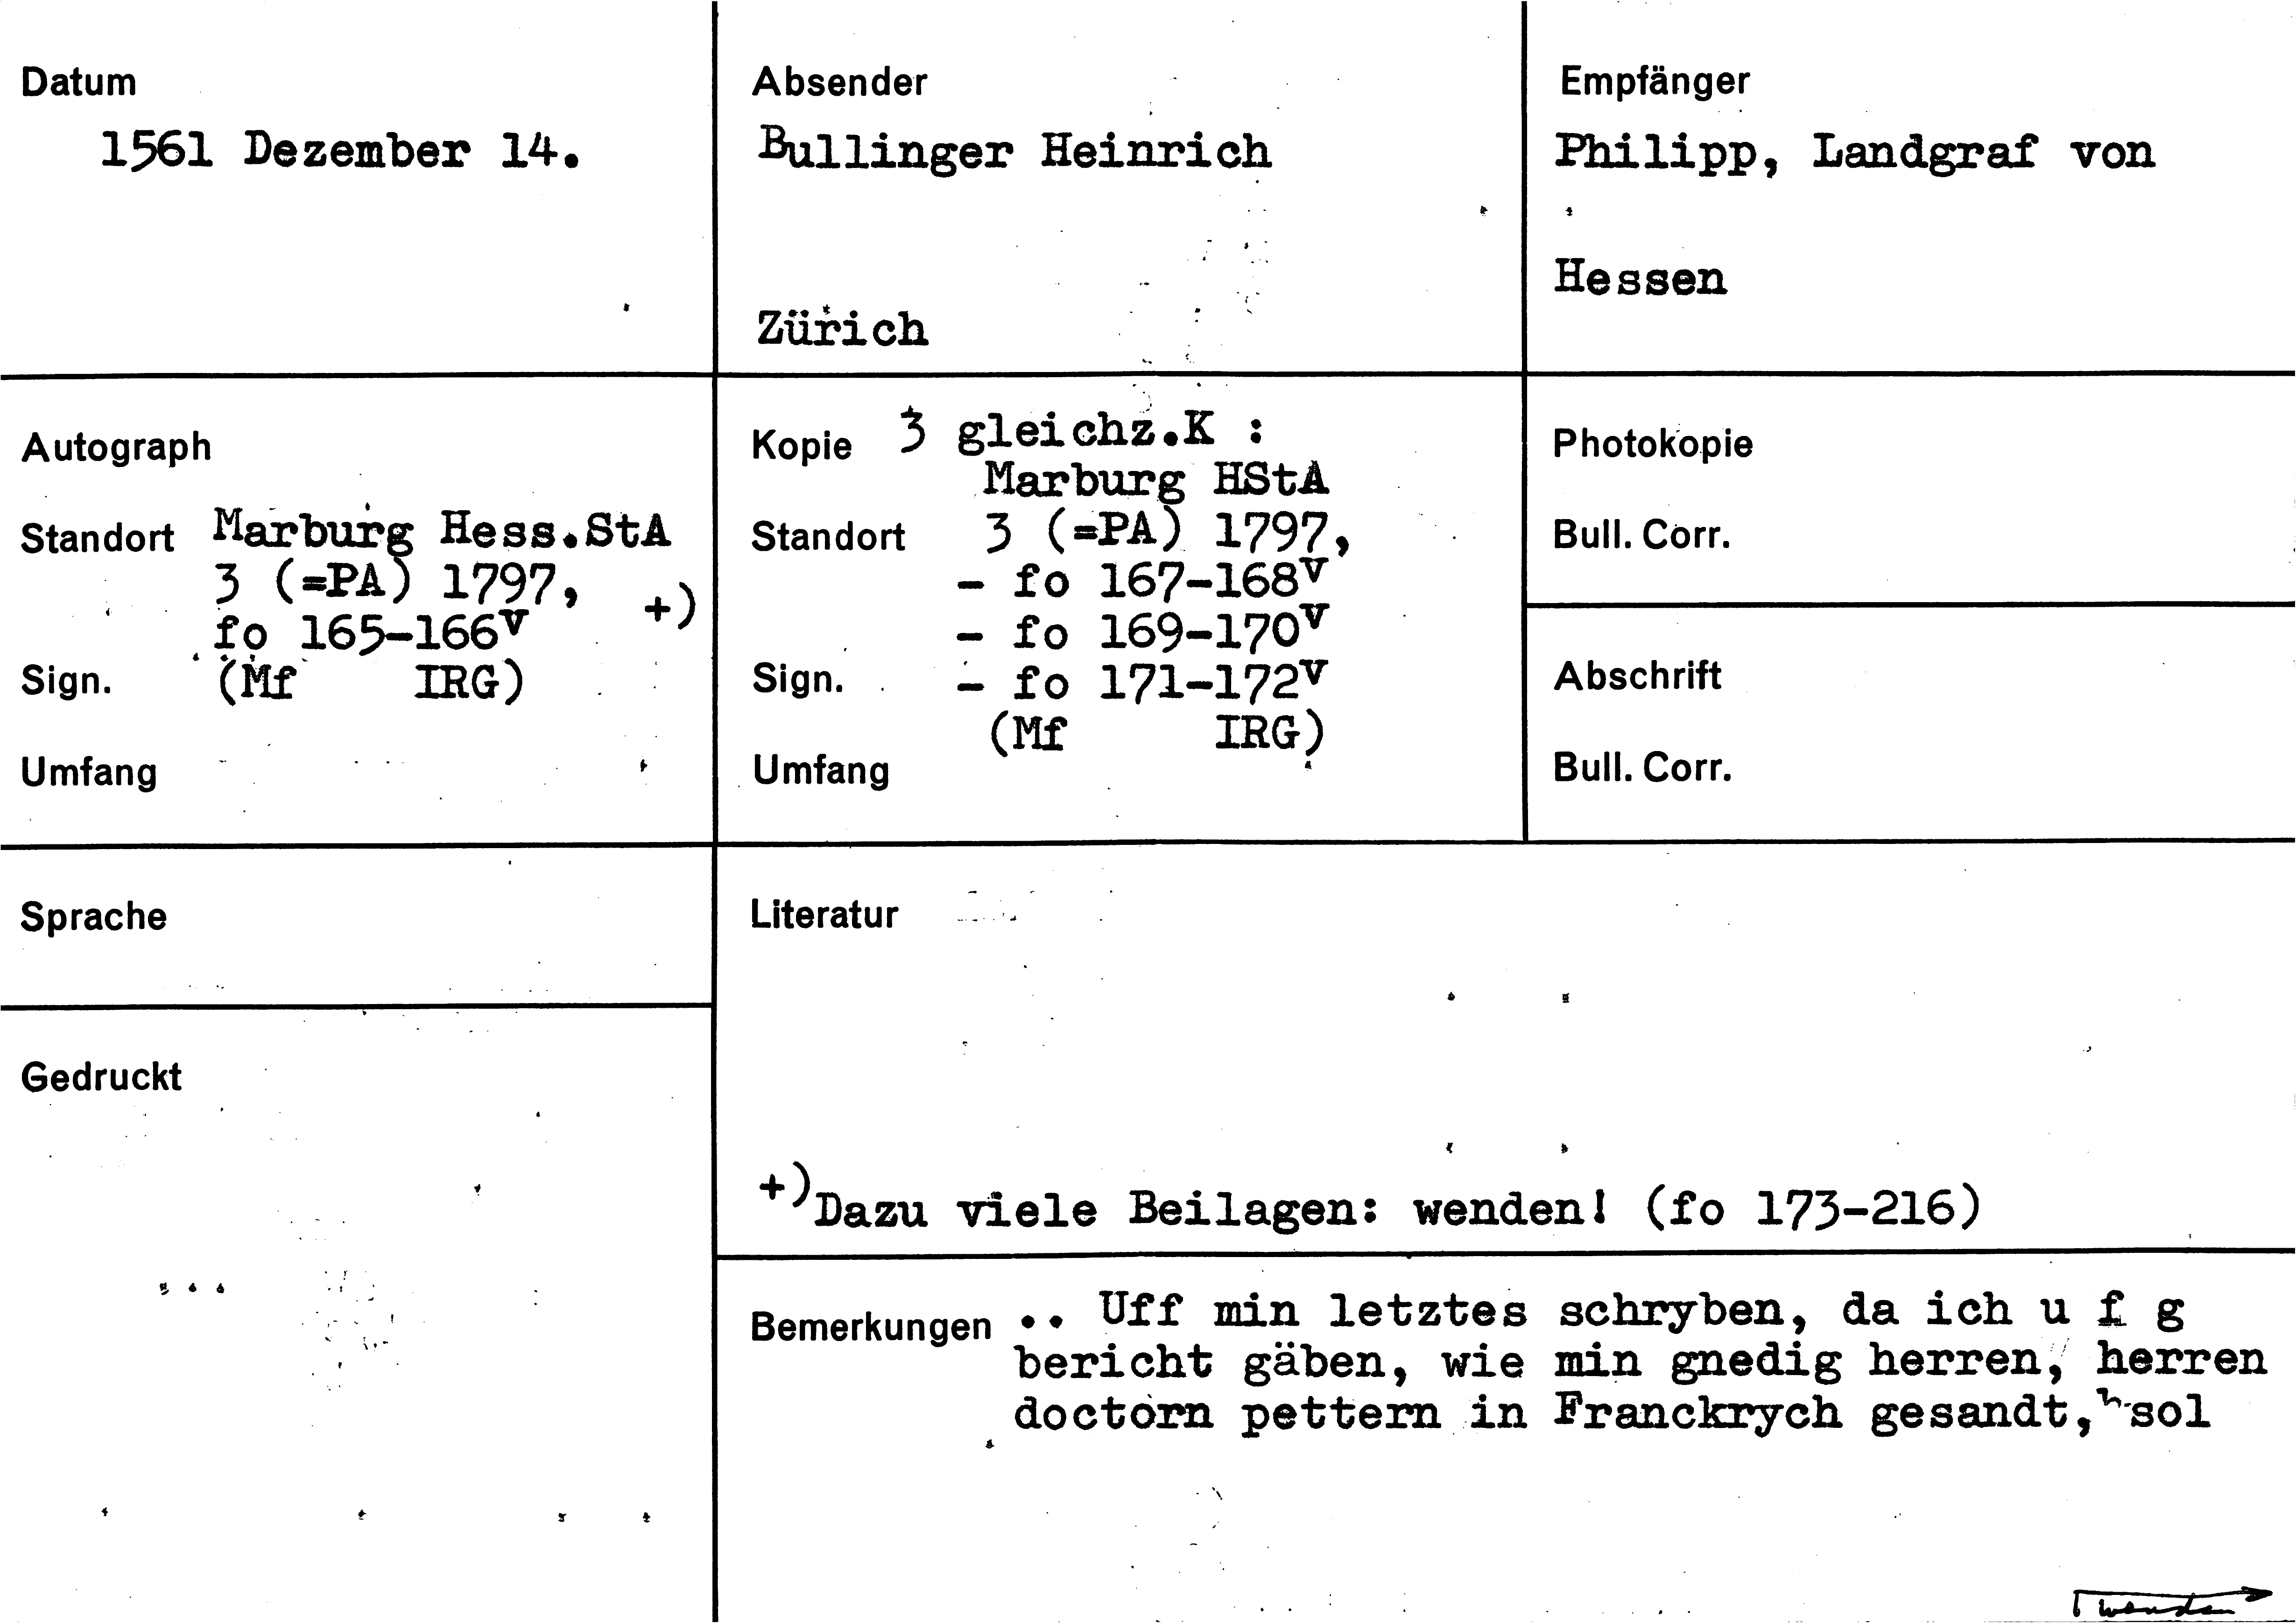 Datum
1561 Dezember 14.
Absender
Bullinger Heinrich
Zürich
Empfänger
Philipp, Landgraf von
Hessen
Autograph
Standort Marburg Hess.StA
3 (=PA) 1797, +)
fo 165-166v
Sign. (Mf IRG)
Umfang
Kopie 3 gleichz.K :
Marburg HStA
Standort 3 (=PA) 1797,
- fo 167-168v
- fo 169-170v
Sign. - fo 171-172v
(Mf IRG)
Umfang
Photokopie
Bull. Corr.
Abschrift
Bull. Corr.
Sprache
Literatur
+)Dazu viele Beilagen: wenden! (fo 173-216)
Gedruckt
Bemerkungen .. Uff min letztes schryben, da ich u f g
bericht gäben, wie min gnedig herren, herren
doctorn pettern in Franckrych gesandt, sol
wenden